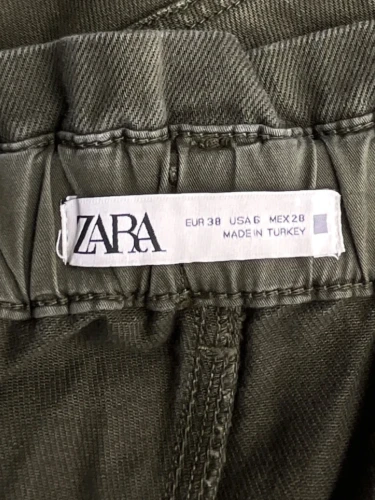 ZARA
EUR 38 USA 6 MEX 28
MADE IN TURKEY